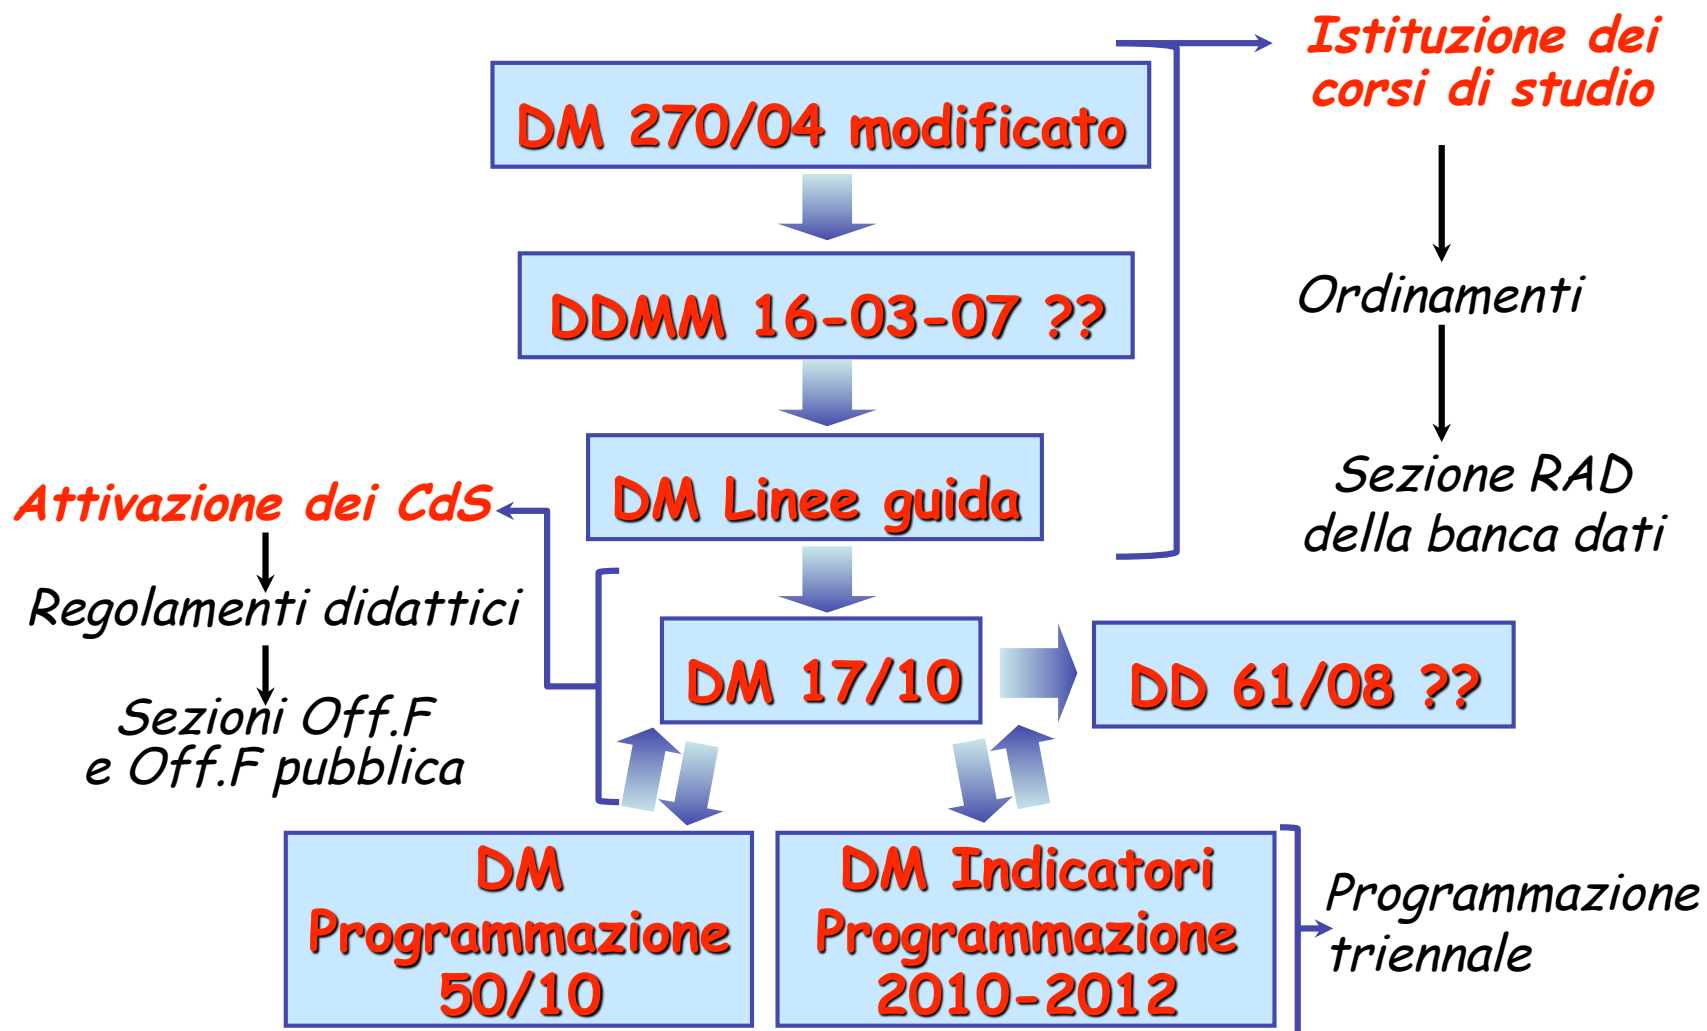 Istituzione dei
corsi di studio
DM 270/04 modificato
DDMM 16-03-07 ??
Ordinamenti
DM Linee guida
Sezione RAD
della banca dati
Attivazione dei CdS
Regolamenti didattici
Sezioni Off.F
e Off.F pubblica
DM 17/10
DD 61/08 ??
DM
Programmazione
50/10
DM Indicatori
Programmazione
2010-2012
Programmazione
triennale